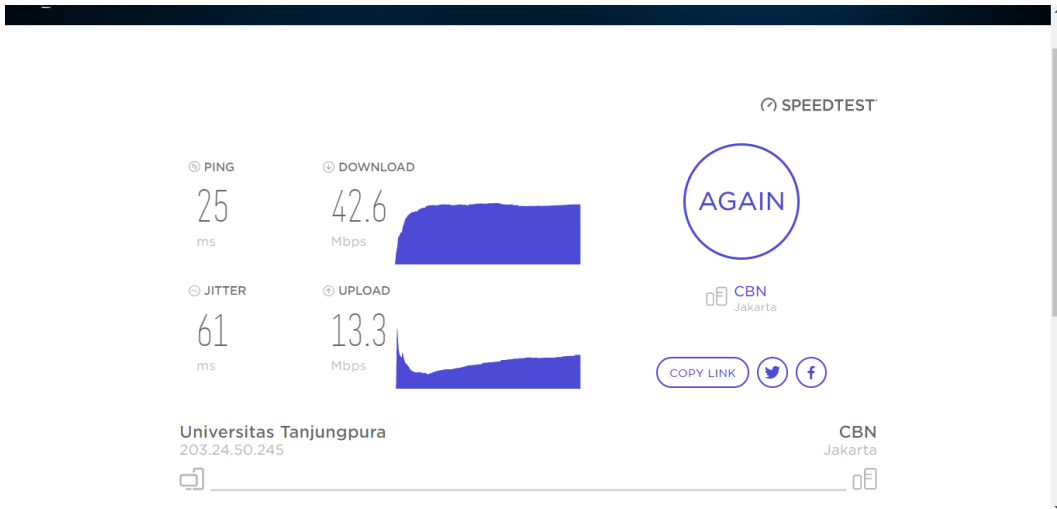 SPEEDTEST
PING
25
ms
DOWNLOAD
42.6
Mbps
JITTER
61
ms
UPLOAD
13.3
Mbps
AGAIN
CBN
Jakarta
COPY LINK
Universitas Tanjungpura
203.24.50.245
CBN
Jakarta